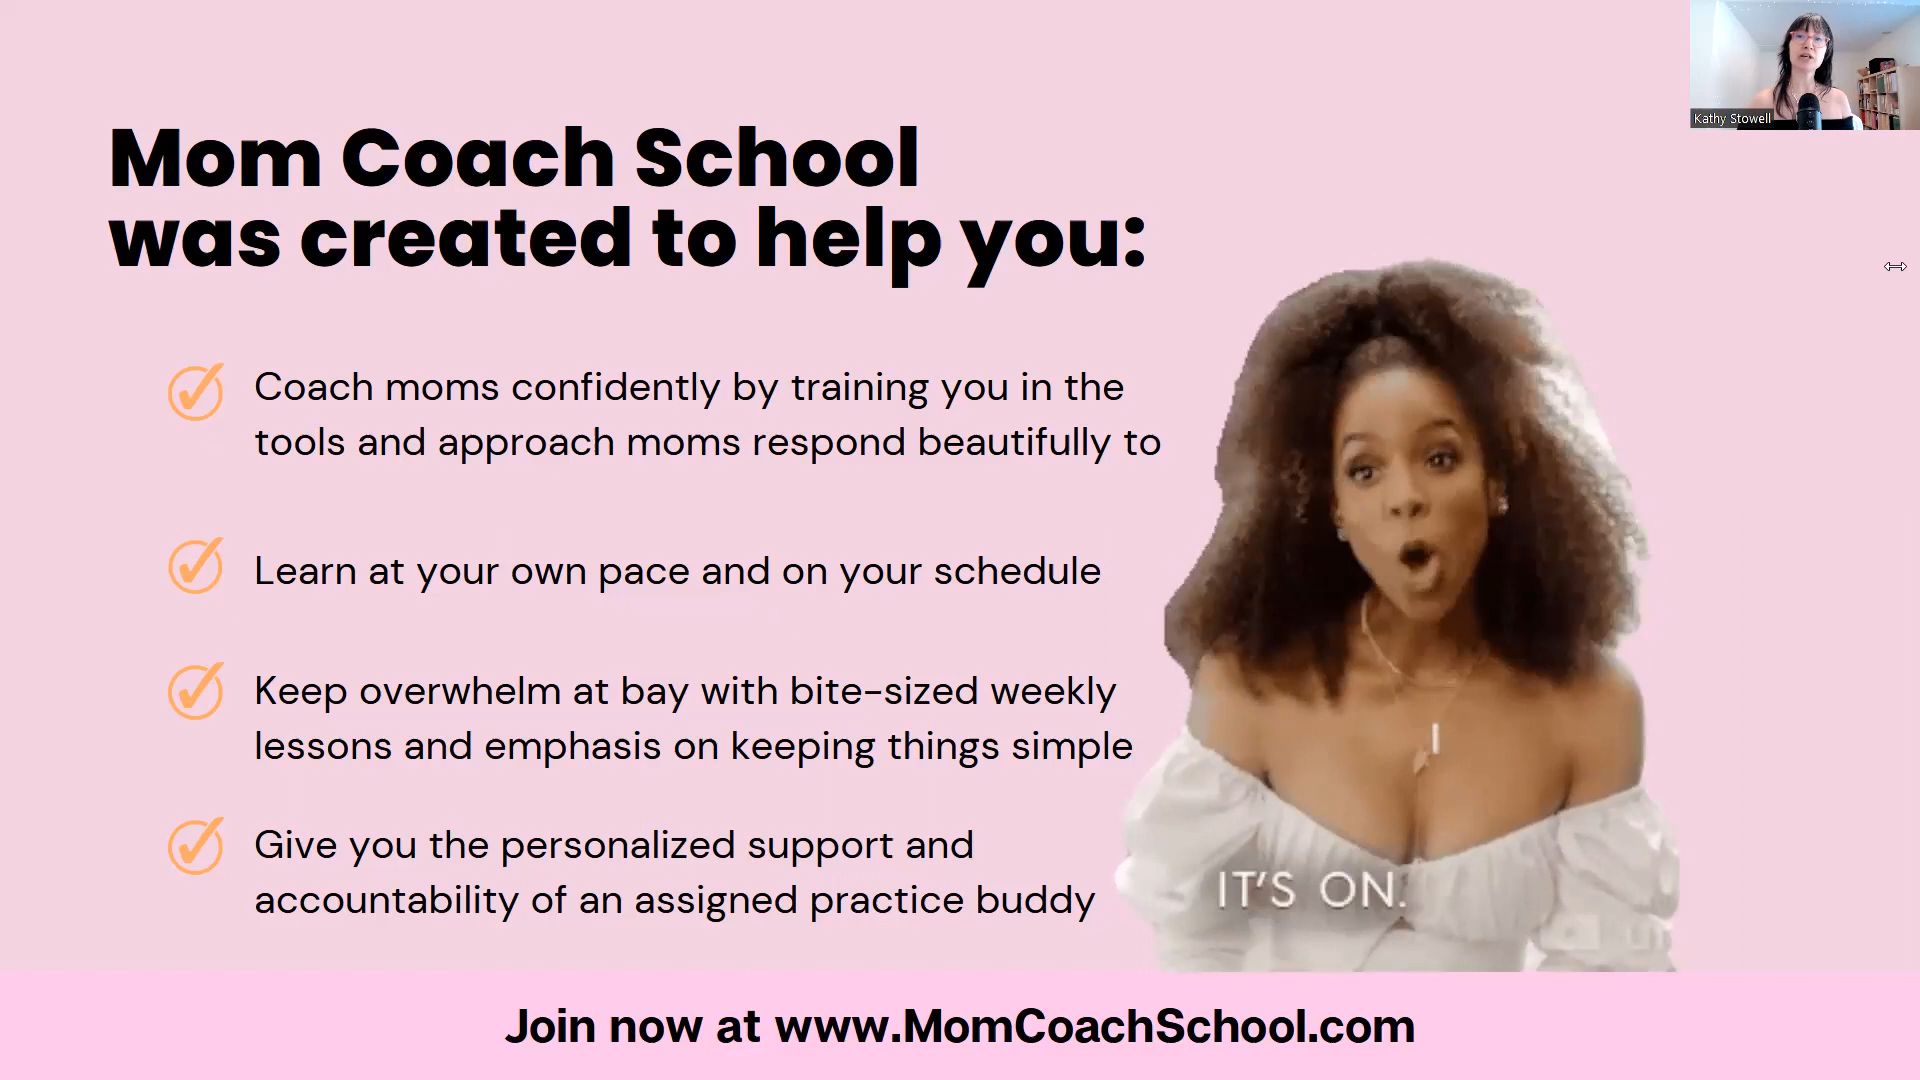 Kathy Stowell
Mom Coach School
was created to help you:
Coach moms confidently by training you in the
tools and approach moms respond beautifully to
Learn at your own pace and on your schedule
Keep overwhelm at bay with bite-sized weekly
lessons and emphasis on keeping things simple
Give you the personalized support and
accountability of an assigned practice buddy
IT'S ON.
Join now at www.MomCoachSchool.com